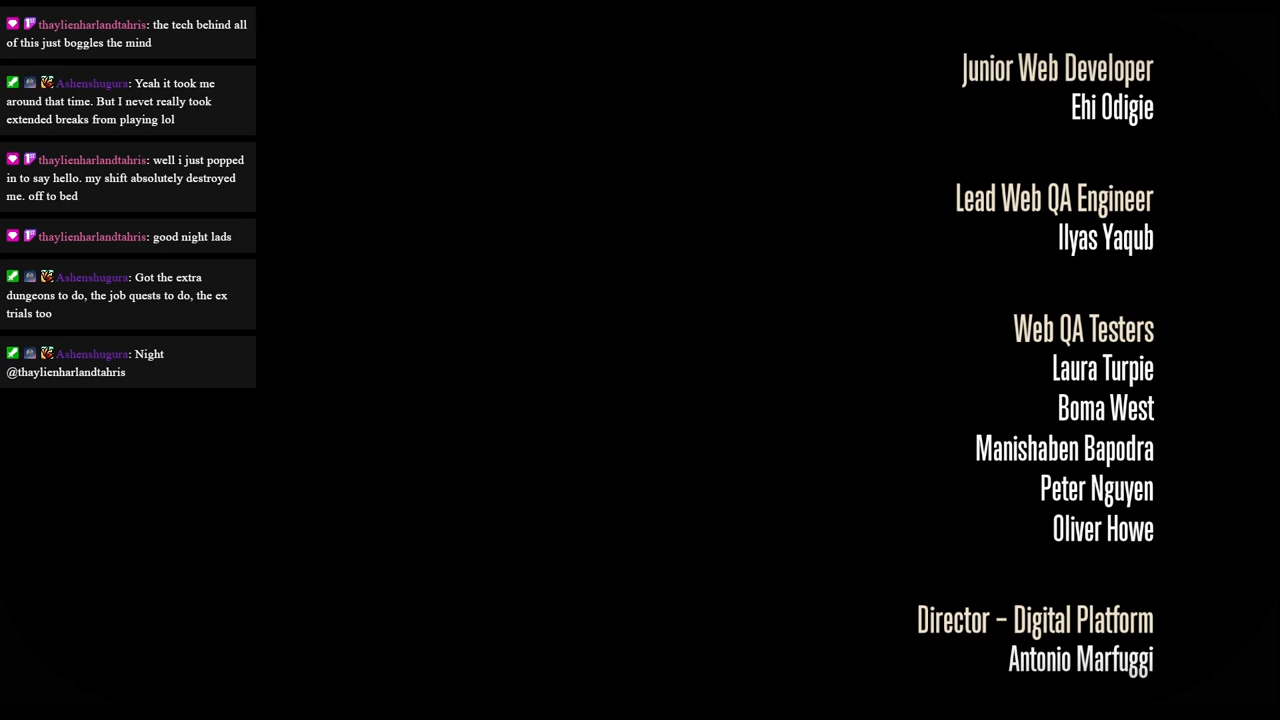 thaylienharlandtahris: the tech behind all
of this just boggles the mind
Ashenshugura: Yeah it took me
around that time. But I nevet really took
extended breaks from playing lol
thaylienharlandtahris: well i just popped
in to say hello. my shift absolutely destroyed
me. off to bed
thaylienharlandtahris: good night lads
Ashenshugura: Got the extra
dungeons to do, the job quests to do, the ex
trials too
Ashenshugura: Night
@thaylienharlandtahris
Junior Web Developer
Ehi Odigie
Lead Web QA Engineer
Ilyas Yaqub
Web QA Testers
Laura Turpie
Boma West
Manishaben Bapodra
Peter Nguyen
Oliver Howe
Director – Digital Platform
Antonio Marfuggi